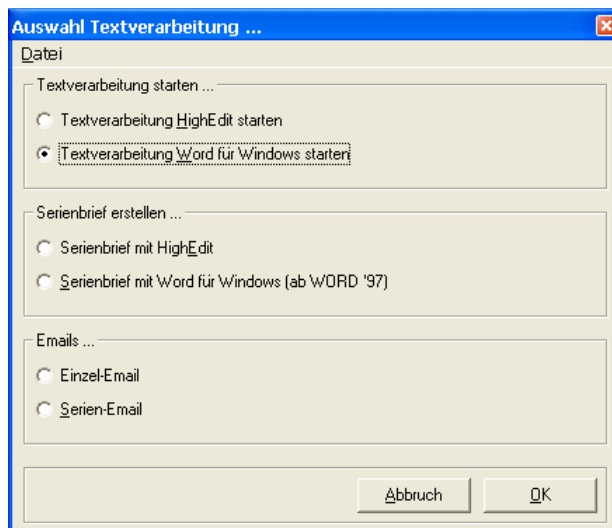 Auswahl Textverarbeitung ...
Datei
Textverarbeitung starten ...
Textverarbeitung HighEdit starten
Textverarbeitung Word für Windows starten
Serienbrief erstellen ...
Serienbrief mit HighEdit
Serienbrief mit Word für Windows (ab WORD '97)
Emails ...
Einzel-Email
Serien-Email
Abbruch OK